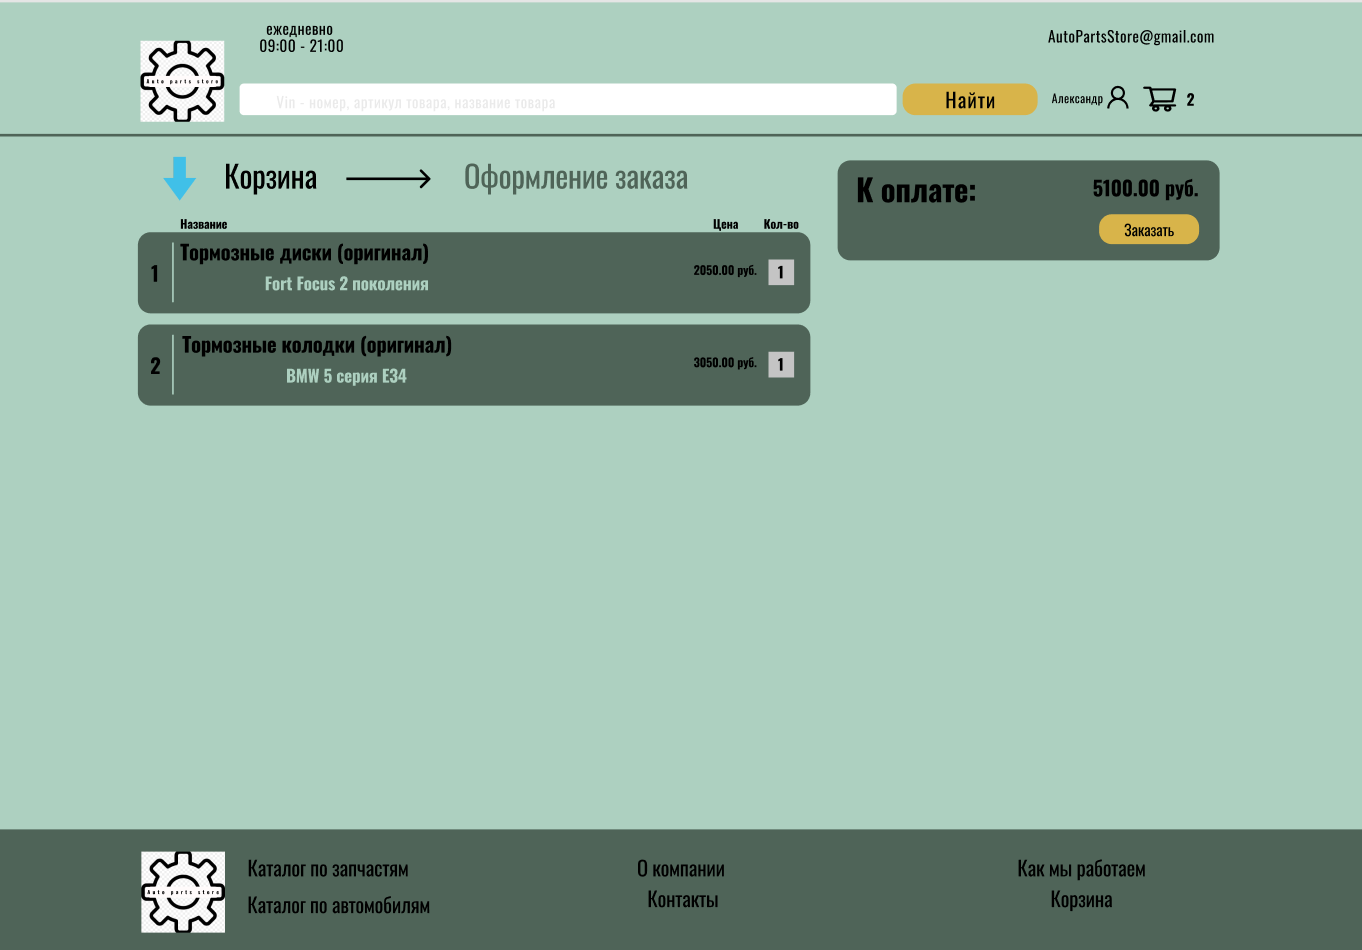 ежедневно
09:00 - 21:00
AutoPartsStore@gmail.com
Auto parts store
Vin - номер, артикул товара, название товара
Найти
Александр
2
Корзина
Оформление заказа
Название
Цена
Кол-во
1
Тормозные диски (оригинал)
Fort Focus 2 поколения
2050.00 руб.
1
2
Тормозные колодки (оригинал)
BMW 5 серия E34
3050.00 руб.
1
К оплате:
5100.00 руб.
Заказать
Auto parts store
Каталог по запчастям
Каталог по автомобилям
О компании
Контакты
Как мы работаем
Корзина